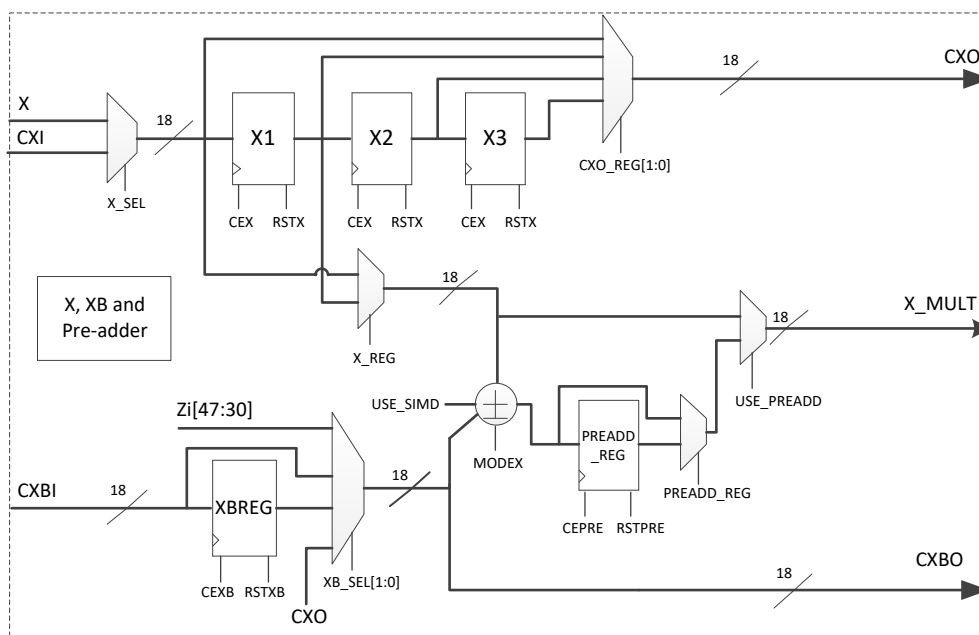 18
CXO
X
18
CXI
X1
X2
X3
CXO_REG[1:0]
X_SEL
CEX
RSTX
CEX
RSTX
CEX
RSTX
18
X, XB and
Pre-adder
X_REG
18
X_MULT
USE_SIMD
USE_PREADD
Zi[47:30]
MODEX
PREADD
_REG
PREADD_REG
18
CXBI
18
XBREG
CEPRE
RSTPRE
CEXB
RSTXB
XB_SEL[1:0]
CXO
18
CXBO